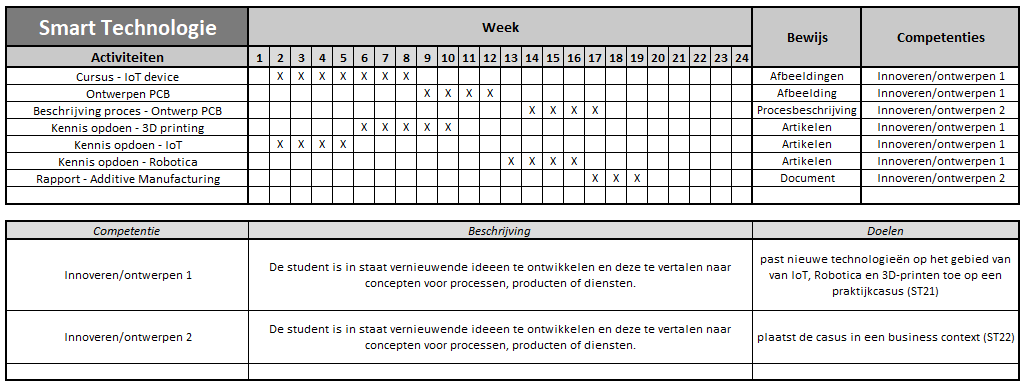 Smart Technologie Week Bewijs Competenties
Activiteiten 1 2 3 4 5 6 7 8 9 10 11 12 13 14 15 16 17 18 19 20 21 22 23 24
Cursus - IoT device X X X X X X X Afbeeldingen Innoveren/ontwerpen 1
Ontwerpen PCB X X X X Afbeelding Innoveren/ontwerpen 1
Beschrijving proces - Ontwerp PCB X X X X Procesbeschrijving Innoveren/ontwerpen 2
Kennis opdoen - 3D printing X X X X X Artikelen Innoveren/ontwerpen 1
Kennis opdoen - IoT X X X X Artikelen Innoveren/ontwerpen 1
Kennis opdoen - Robotica X X X X Artikelen Innoveren/ontwerpen 1
Rapport - Additive Manufacturing X X X Document Innoveren/ontwerpen 2
Competentie Beschrijving Doelen
Innoveren/ontwerpen 1
De student is in staat vernieuwende ideeen te ontwikkelen en deze te vertalen naar
concepten voor processen, producten of diensten.
past nieuwe technologieën op het gebied van
van IoT, Robotica en 3D-printen toe op een
praktijkcasus (ST21)
Innoveren/ontwerpen 2
De student is in staat vernieuwende ideeen te ontwikkelen en deze te vertalen naar
concepten voor processen, producten of diensten.
plaatst de casus in een business context (ST22)